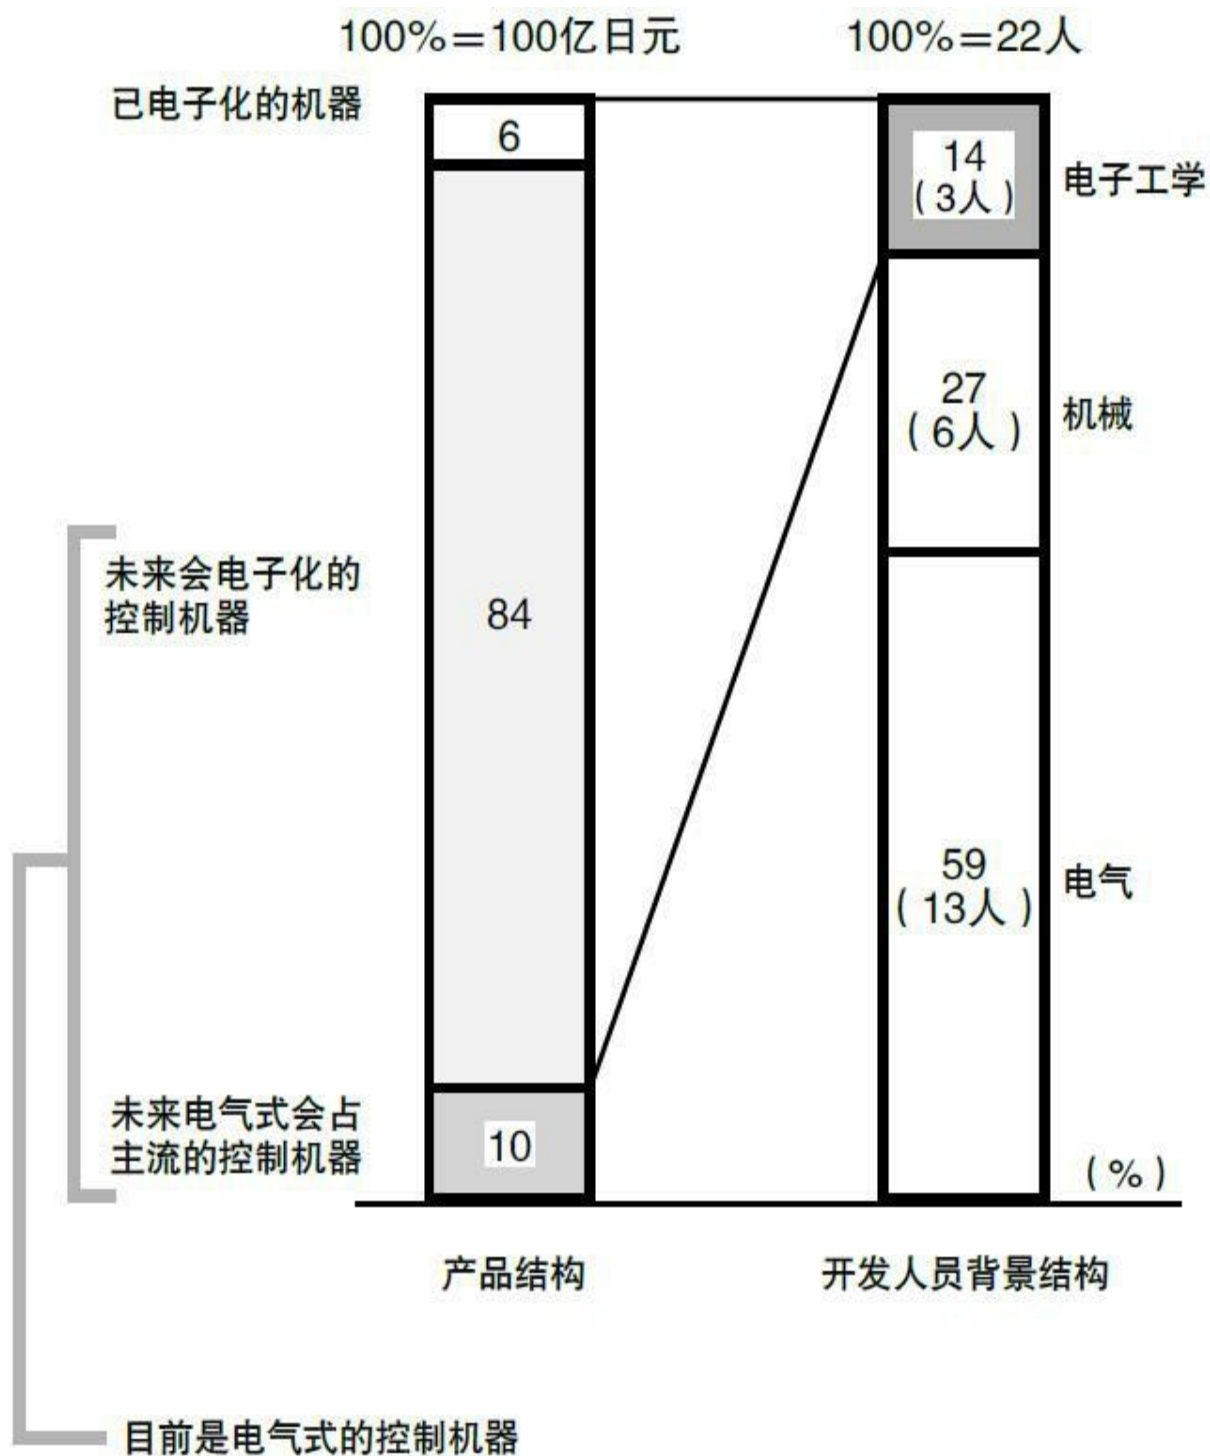 100%＝100亿日元
100%＝22人
已电子化的机器
6
14
(3人)
电子工学
27
(6人)
机械
未来会电子化的
控制机器
84
59
(13人)
电气
未来电气式会占
主流的控制机器
10
(%)
产品结构
开发人员背景结构
目前是电气式的控制机器